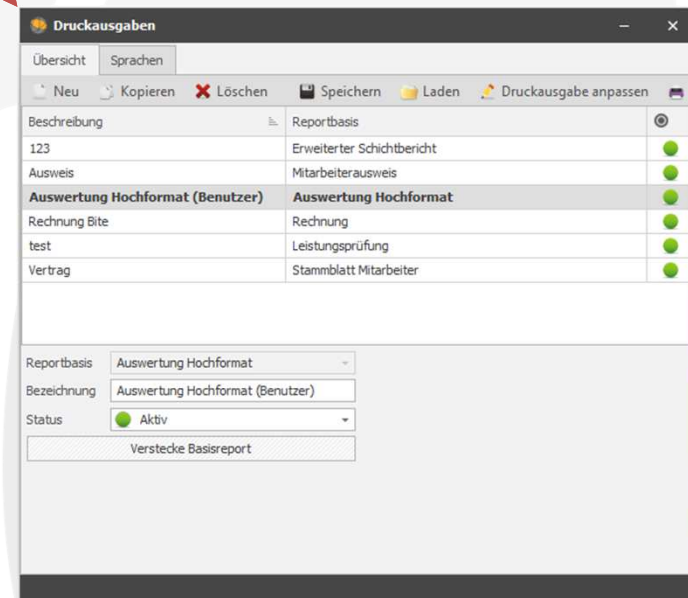 Druckausgaben
Übersicht Sprachen
Neu Kopieren Löschen Speichern Laden Druckausgabe anpassen
Beschreibung Reportbasis
123 Erweiterter Schichtbericht
Ausweis Mitarbeiterausweis
Auswertung Hochformat (Benutzer) Auswertung Hochformat
Rechnung Bite Rechnung
test Leistungsprüfung
Vertrag Stammblatt Mitarbeiter
Reportbasis Auswertung Hochformat
Bezeichnung Auswertung Hochformat (Benutzer)
Status Aktiv
Verstecke Basisreport